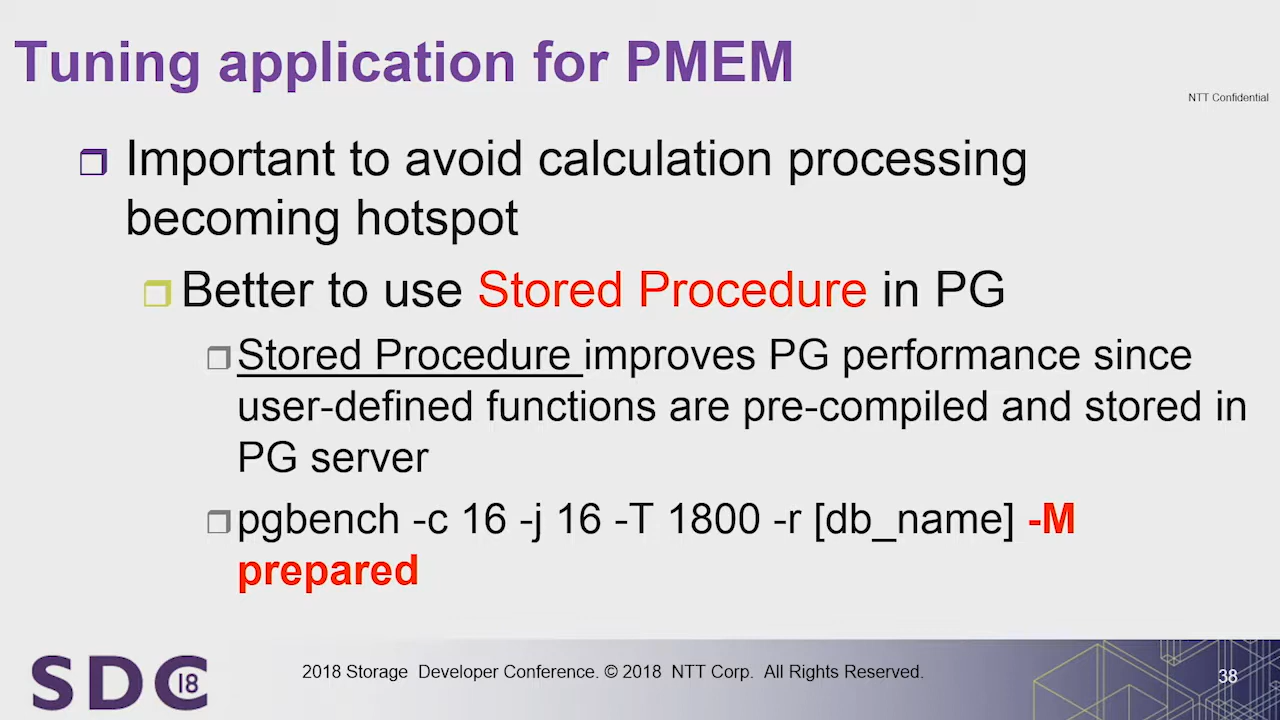 Tuning application for PMEM
NTT Confidential
Important to avoid calculation processing
becoming hotspot
Better to use Stored Procedure in PG
Stored Procedure improves PG performance since
user-defined functions are pre-compiled and stored in
PG server
pgbench -c 16 -j 16 -T 1800 -r [db_name] -M
prepared
SDC 18
2018 Storage Developer Conference. © 2018 NTT Corp. All Rights Reserved.
38